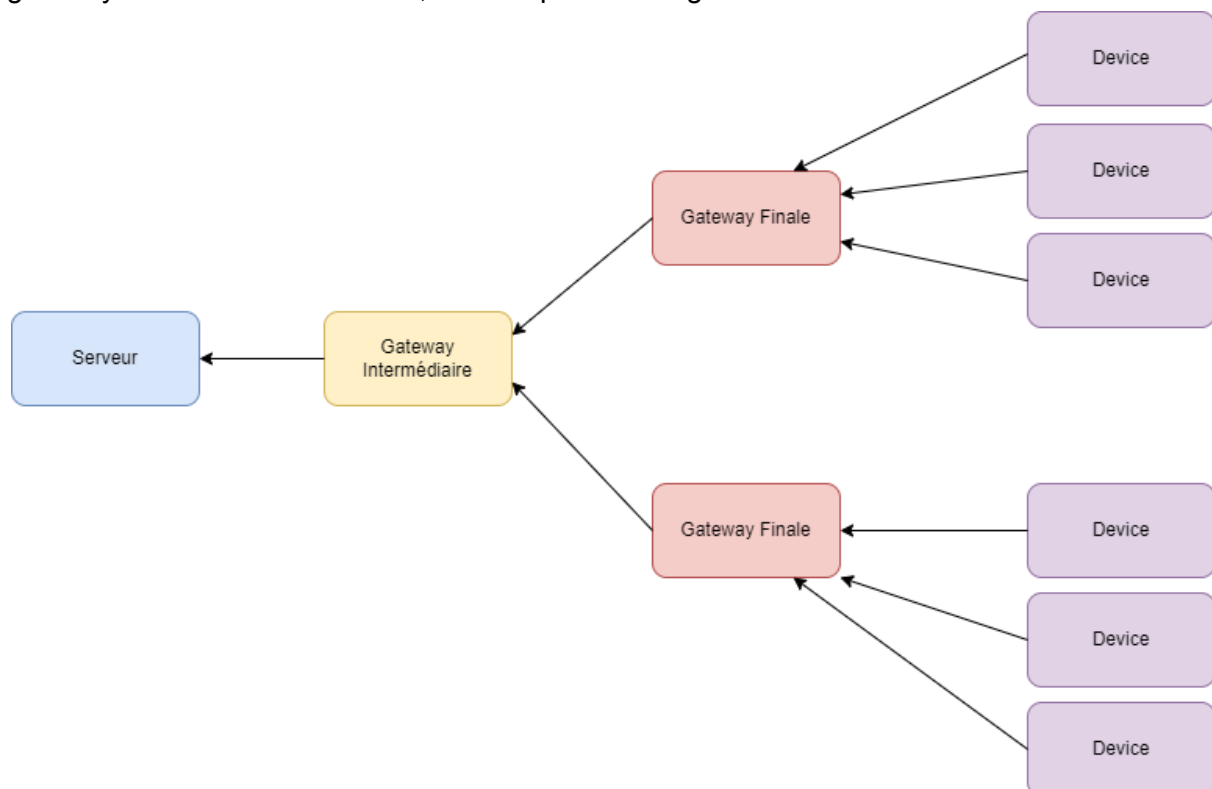 Device
Device
Gateway Finale
Device
Serveur
Gateway
Intermédiaire
Gateway Finale
Device
Device
Device